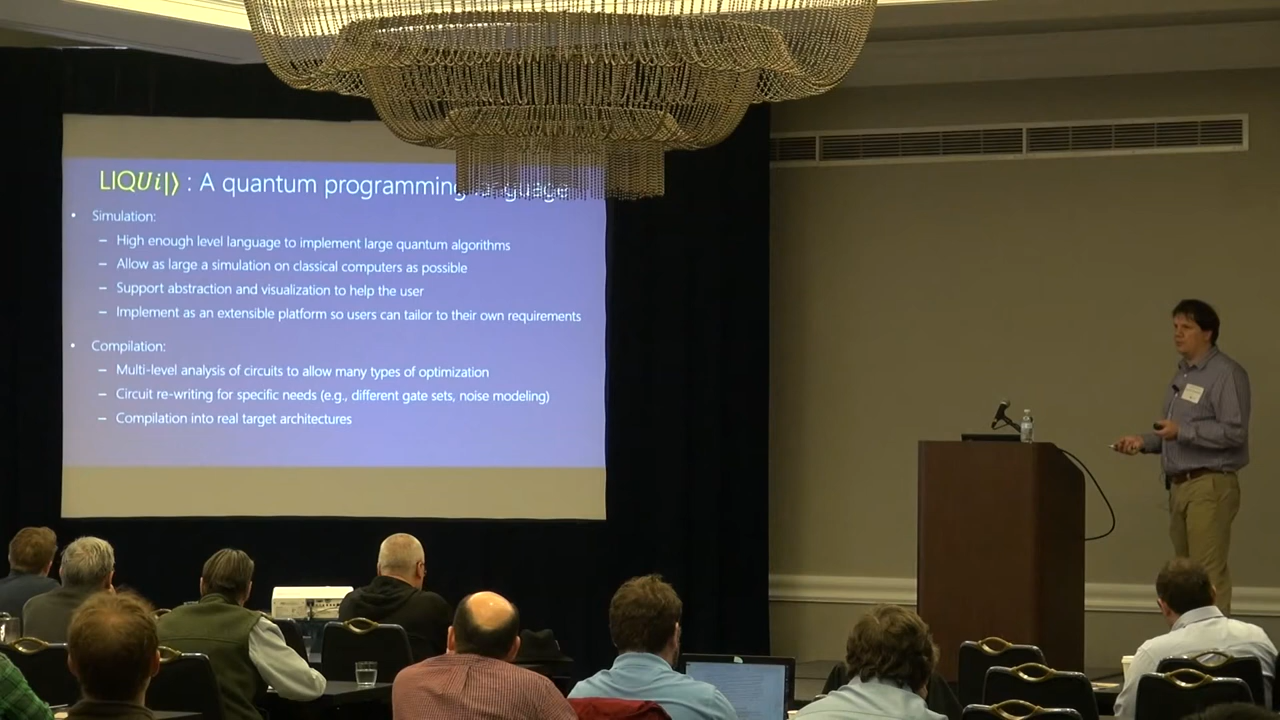 LIQUi|⟩ : A quantum programming language
• Simulation:
– High enough level language to implement large quantum algorithms
– Allow as large a simulation on classical computers as possible
– Support abstraction and visualization to help the user
– Implement as an extensible platform so users can tailor to their own requirements
• Compilation:
– Multi-level analysis of circuits to allow many types of optimization
– Circuit re-writing for specific needs (e.g., different gate sets, noise modeling)
– Compilation into real target architectures